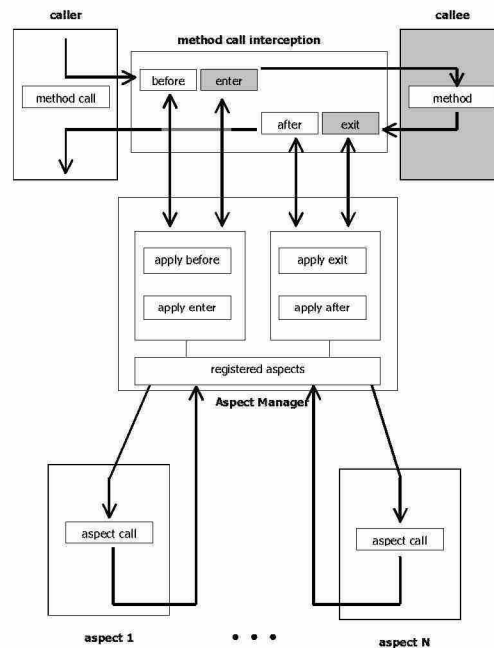 caller
callee
method call interception
before
enter
method call
method
after
exit
apply before
apply exit
apply enter
apply after
registered aspects
Aspect Manager
aspect call
aspect call
aspect 1
• • •
aspect N